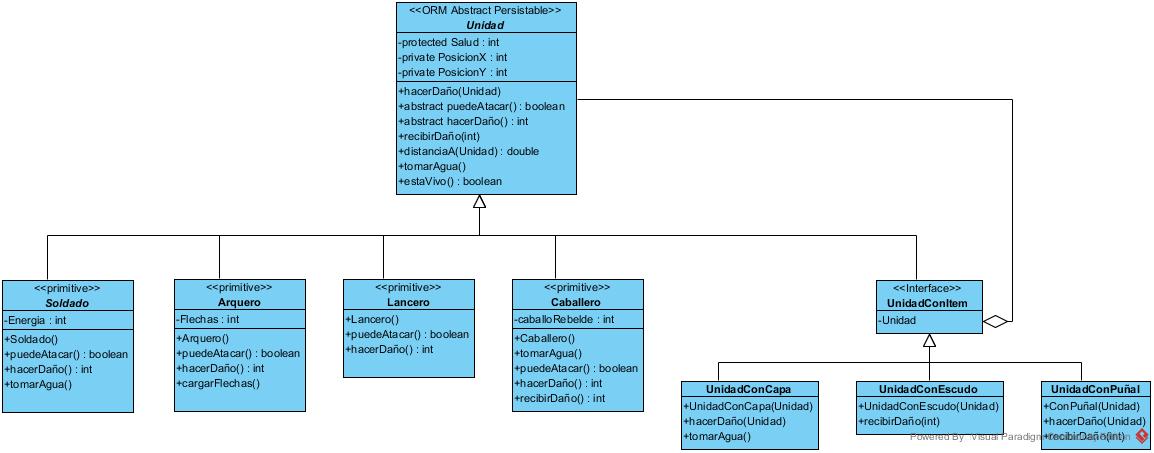 <<ORM Abstract Persistable>>
Unidad
-protected Salud : int
-private PosicionX : int
-private PosicionY : int
+hacerDaño(Unidad)
+abstract puedeAtacar() : boolean
+abstract hacerDaño() : int
+recibirDaño(int)
+distanciaA(Unidad) : double
+tomarAgua()
+estaVivo() : boolean
<<primitive>>
Soldado
-Energia : int
+Soldado()
+puedeAtacar() : boolean
+hacerDaño() : int
+tomarAgua()
<<primitive>>
Arquero
-Flechas : int
+Arquero()
+puedeAtacar() : boolean
+hacerDaño() : int
+cargarFlechas()
<<primitive>>
Lancero
+Lancero()
+puedeAtacar() : boolean
+hacerDaño() : int
<<primitive>>
Caballero
-caballoRebelde : int
+Caballero()
+tomarAgua()
+puedeAtacar() : boolean
+hacerDaño() : int
+recibirDaño() : int
<<Interface>>
UnidadConItem
-Unidad
UnidadConCapa
+UnidadConCapa(Unidad)
+hacerDaño(Unidad)
+tomarAgua()
UnidadConEscudo
+UnidadConEscudo(Unidad)
+recibirDaño(int)
UnidadConPuñal
+ConPuñal(Unidad)
+hacerDaño(Unidad)
+recibirDaño(int)
Powered By Visual Paradigm